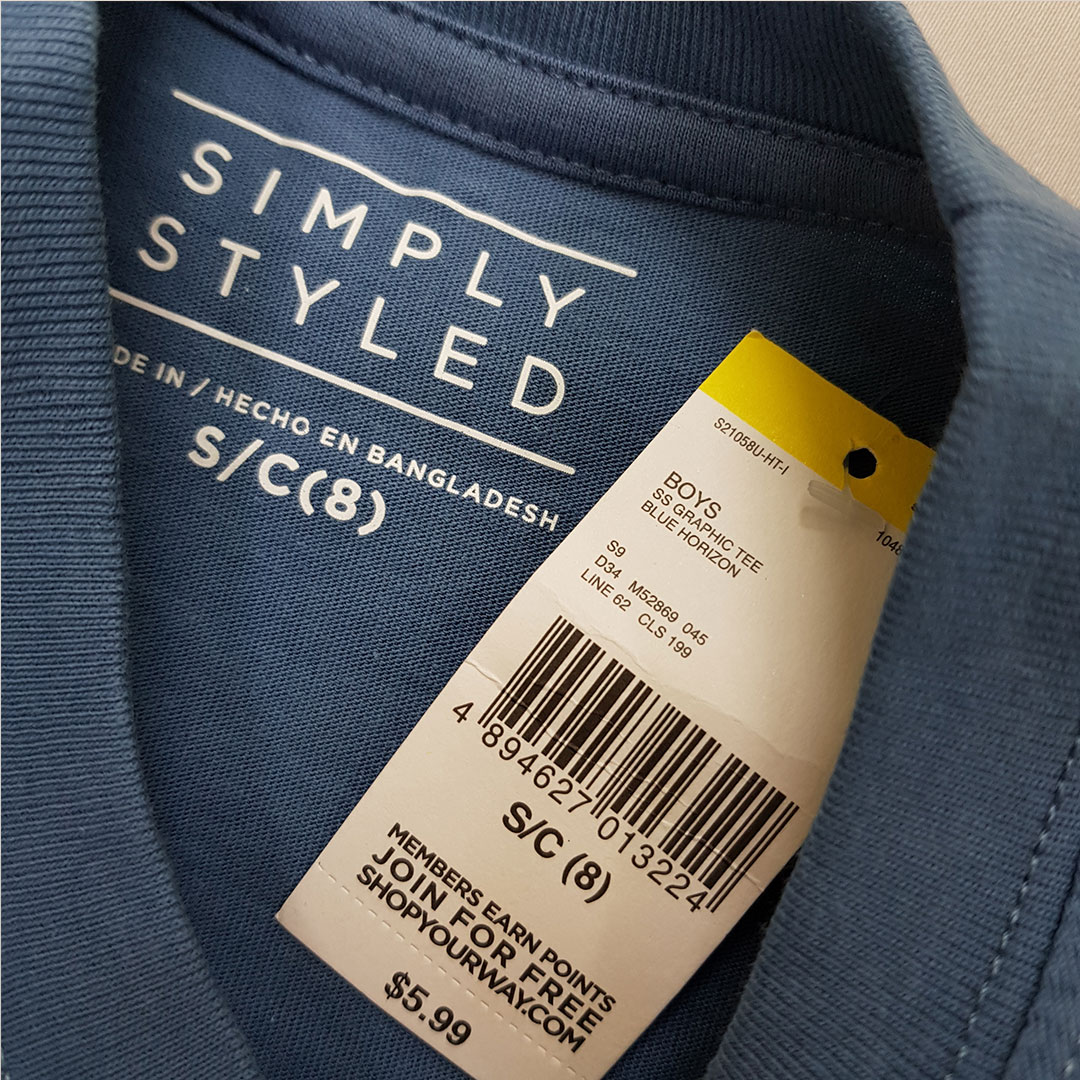 SIMPLY
STYLED
DE IN / HECHO EN BANGLADESH
S/C(8)
S21058U-HT-I
1048
BOYS
SS GRAPHIC TEE
BLUE HORIZON
S9
D34 M52869 045
LINE 62 CLS 199
4 894627 013224
S/C (8)
MEMBERS EARN POINTS
JOIN FOR FREE
SHOPYOURWAY.COM
$5.99